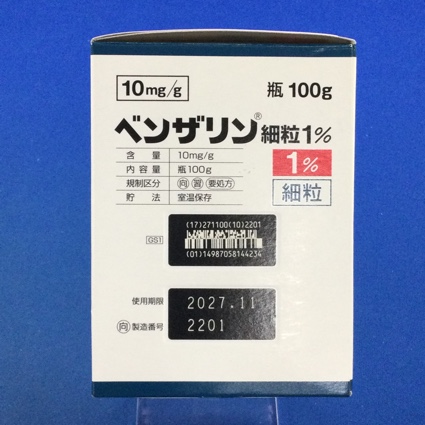 10mg/g 瓶 100g
ベンザリン® 細粒1%
含量 10mg/g
内容量 瓶100g
規制区分 向 習 要処方
貯法 室温保存
1%
細粒
(17)271100(10)2201
GS1
(01)14987058144234
使用期限 2027.11
向 製造番号 2201